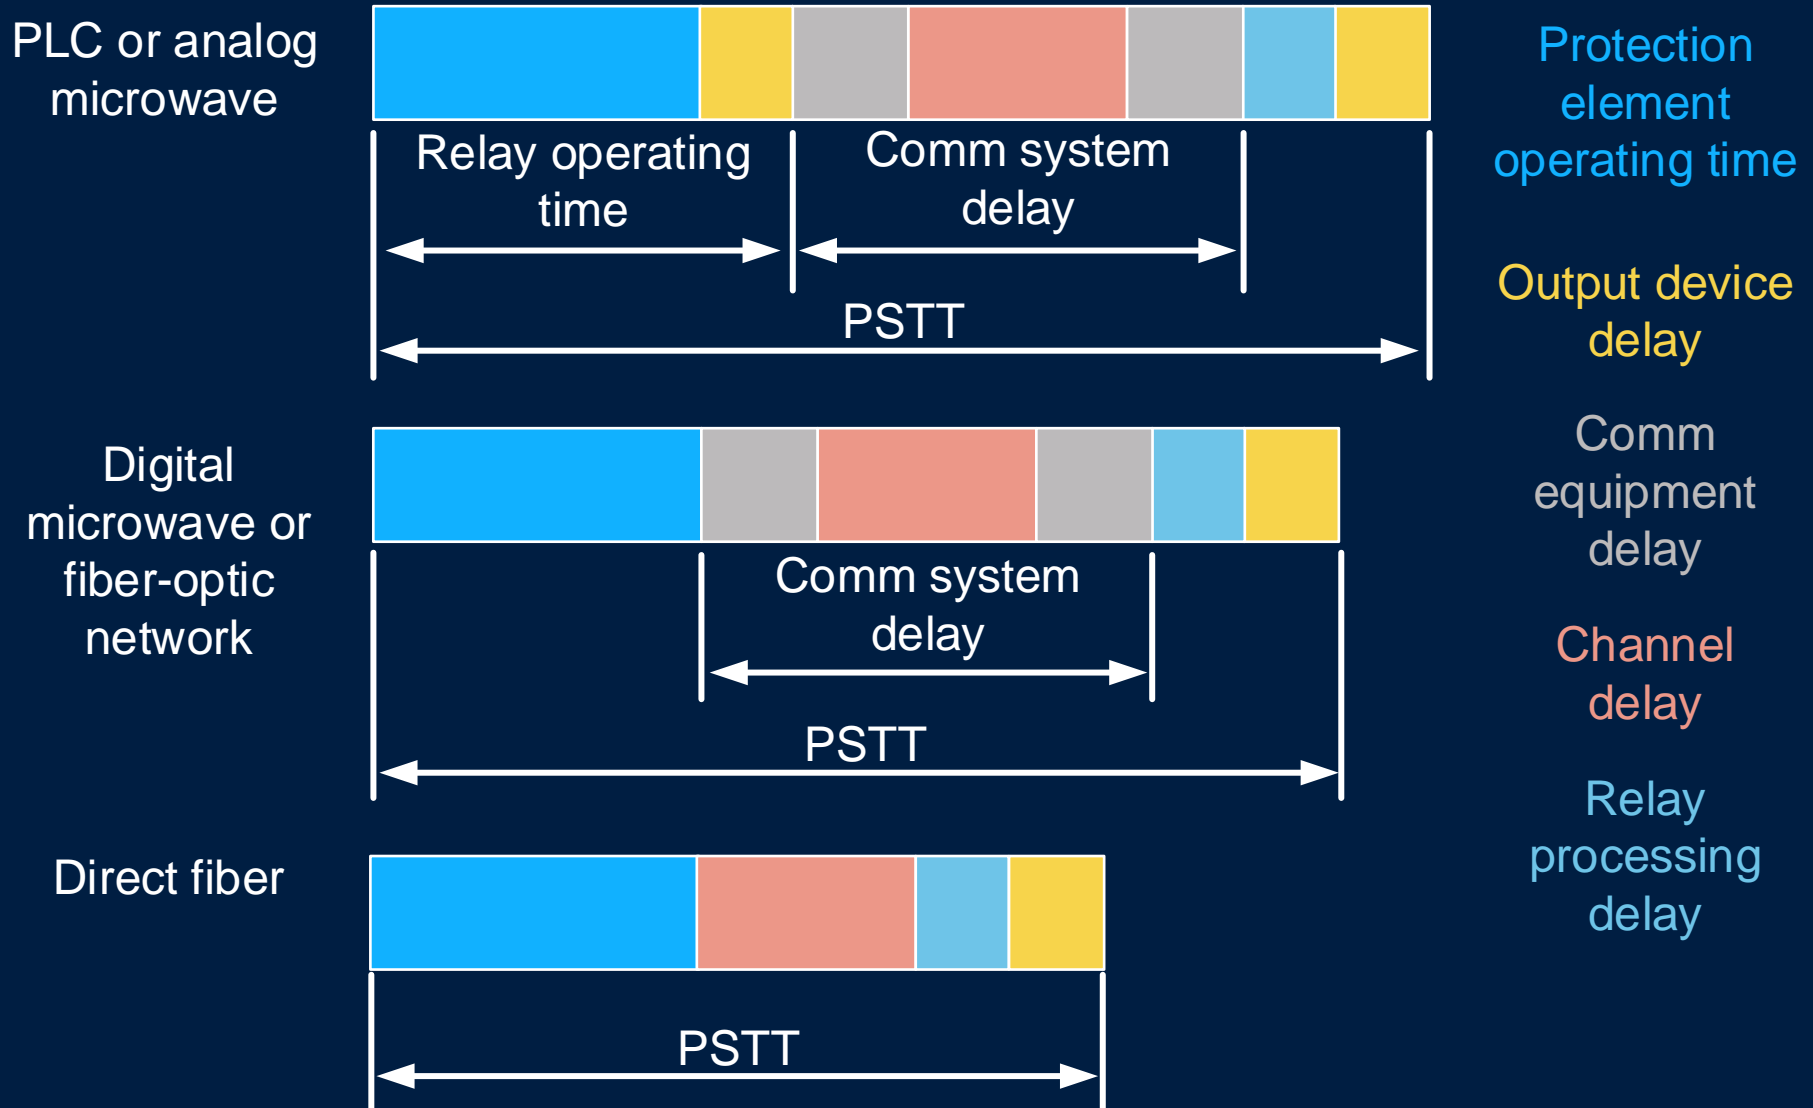 PLC or analog
microwave
Relay operating
time
Comm system
delay
PSTT
Digital
microwave or
fiber-optic
network
Comm system
delay
PSTT
Direct fiber
PSTT
Protection
element
operating time
Output device
delay
Comm
equipment
delay
Channel
delay
Relay
processing
delay